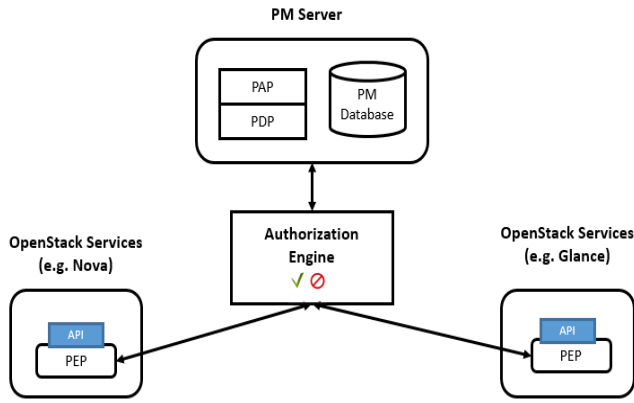 PM Server
PAP
PDP
PM
Database
Authorization
Engine
OpenStack Services
(e.g. Nova)
API
PEP
OpenStack Services
(e.g. Glance)
API
PEP